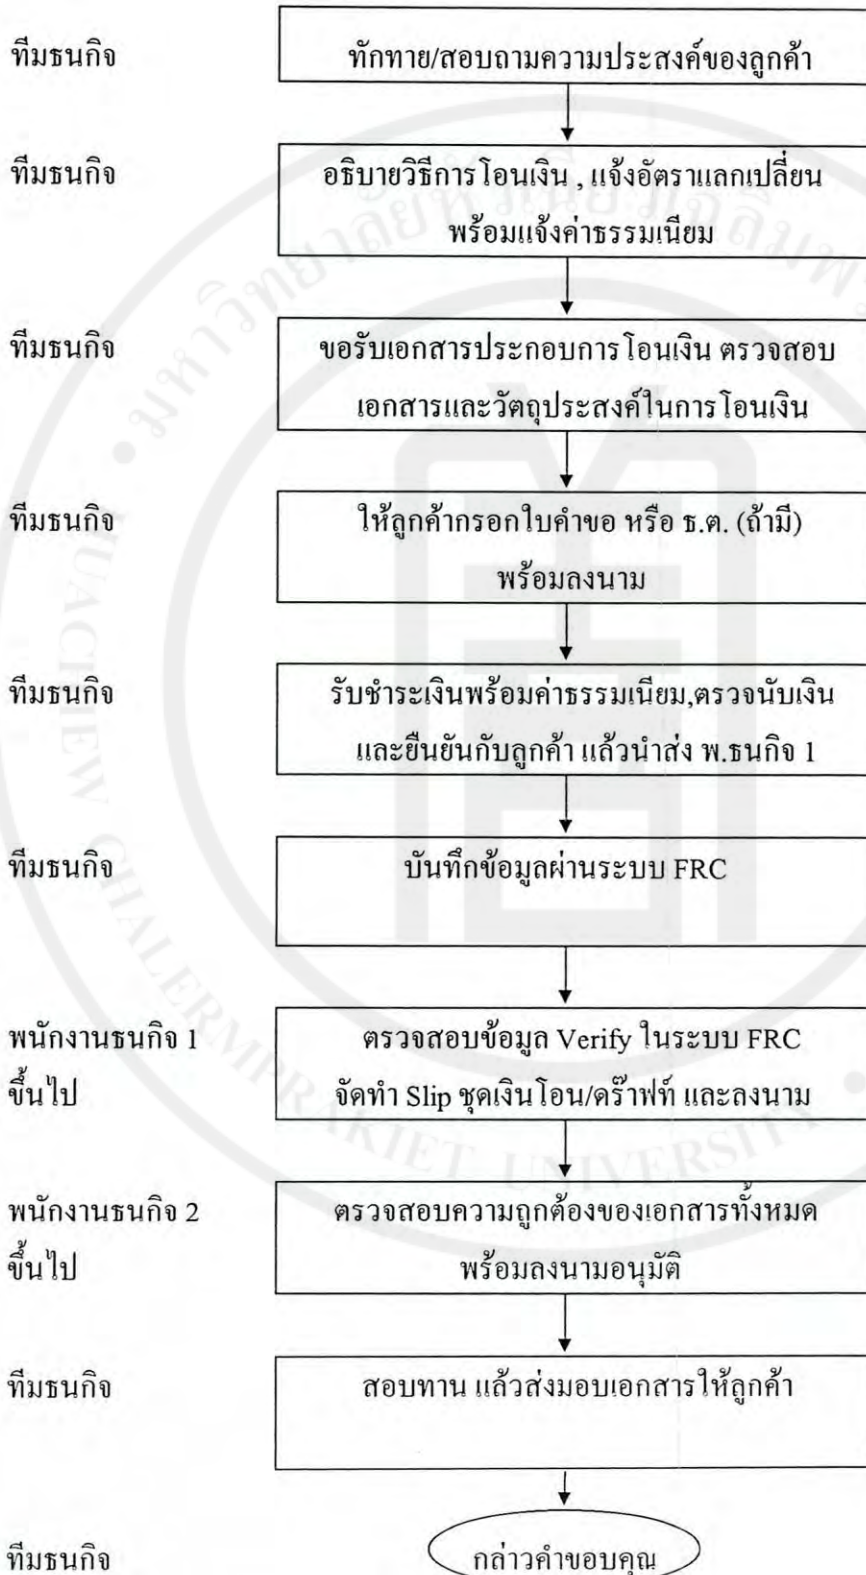 ทีมธนกิจ
ทักทาย/สอบถามความประสงค์ของลูกค้า
ทีมธนกิจ
อธิบายวิธีการโอนเงิน , แจ้งอัตราแลกเปลี่ยน
พร้อมแจ้งค่าธรรมเนียม
ทีมธนกิจ
ขอรับเอกสารประกอบการโอนเงิน ตรวจสอบ
เอกสารและวัตถุประสงค์ในการโอนเงิน
ทีมธนกิจ
ให้ลูกค้ากรอกใบคำขอ หรือ ธ.ต. (ถ้ามี)
พร้อมลงนาม
ทีมธนกิจ
รับชำระเงินพร้อมค่าธรรมเนียม,ตรวจนับเงิน
และยืนยันกับลูกค้า แล้วนำส่ง พ.ธนกิจ 1
ทีมธนกิจ
บันทึกข้อมูลผ่านระบบ FRC
พนักงานธนกิจ 1
ขึ้นไป
ตรวจสอบข้อมูล Verify ในระบบ FRC
จัดทำ Slip ชุดเงินโอน/ดร๊าฟท์ และลงนาม
พนักงานธนกิจ 2
ขึ้นไป
ตรวจสอบความถูกต้องของเอกสารทั้งหมด
พร้อมลงนามอนุมัติ
ทีมธนกิจ
สอบทาน แล้วส่งมอบเอกสารให้ลูกค้า
ทีมธนกิจ
กล่าวคำขอบคุณ
HUACHIEW CHALERMPRAKIET UNIVERSITY